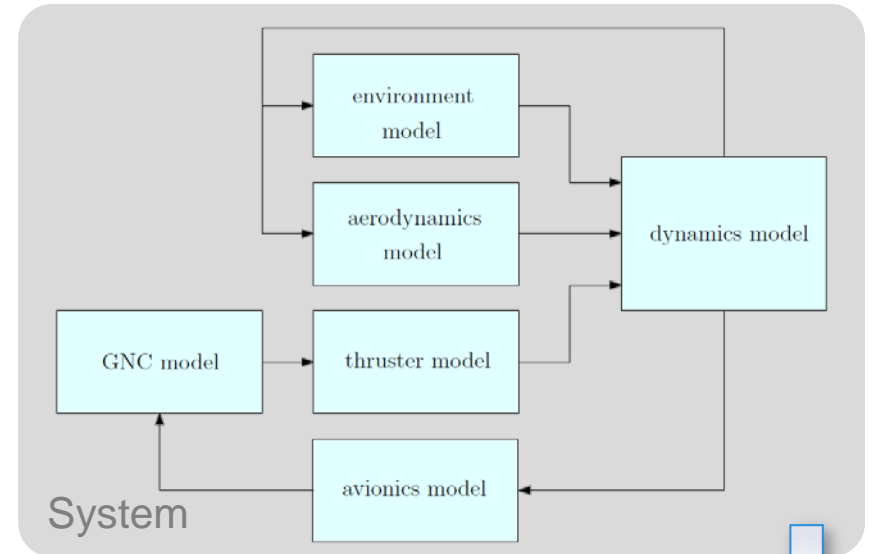 environment
model
aerodynamics
model
dynamics model
GNC model
thruster model
avionics model
System